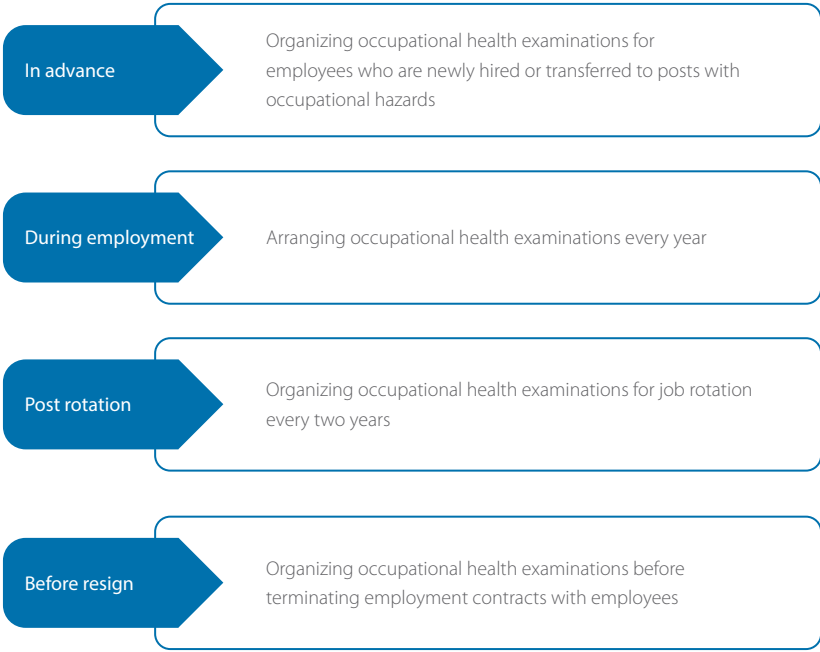 In advance
Organizing occupational health examinations for
employees who are newly hired or transferred to posts with
occupational hazards
During employment
Arranging occupational health examinations every year
Post rotation
Organizing occupational health examinations for job rotation
every two years
Before resign
Organizing occupational health examinations before
terminating employment contracts with employees